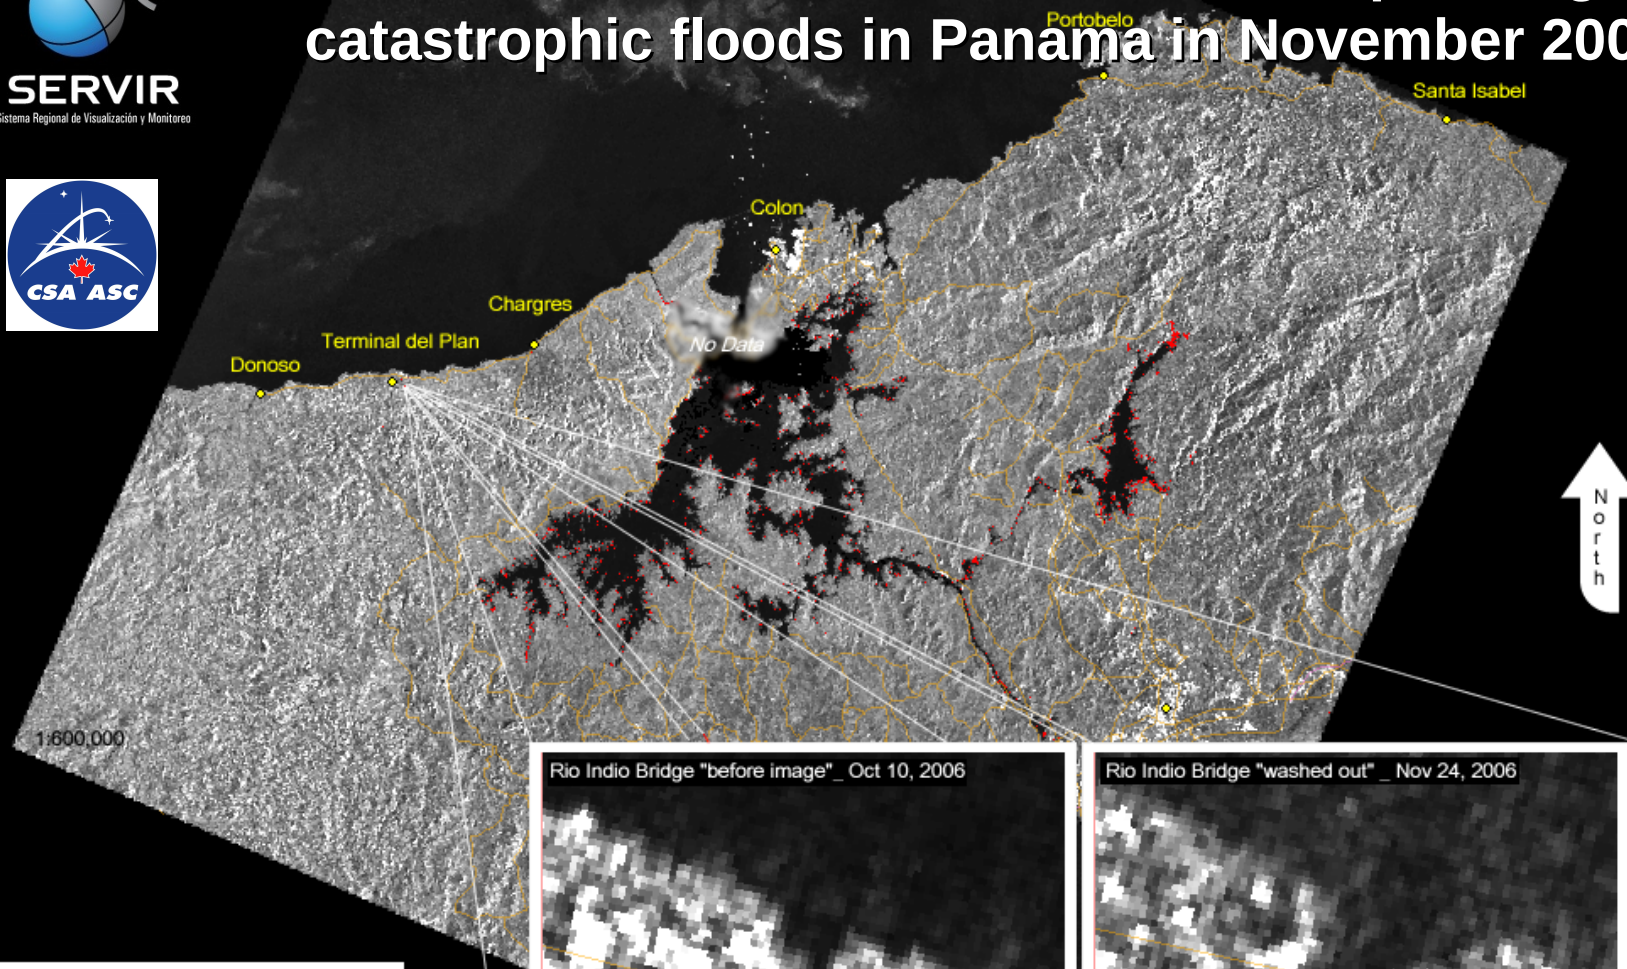 catastrophic floods in Panama in November
Portobelo
SERVIR
Sistema Regional de Visualización y Monitoreo
Santa Isabel
CSA ASC
Colon
Chargres
No Data
Terminal del Plan
Donoso
North
1:600,000
Rio Indio Bridge "before image"_ Oct 10, 2006
Rio Indio Bridge "washed out" _ Nov 24, 2006